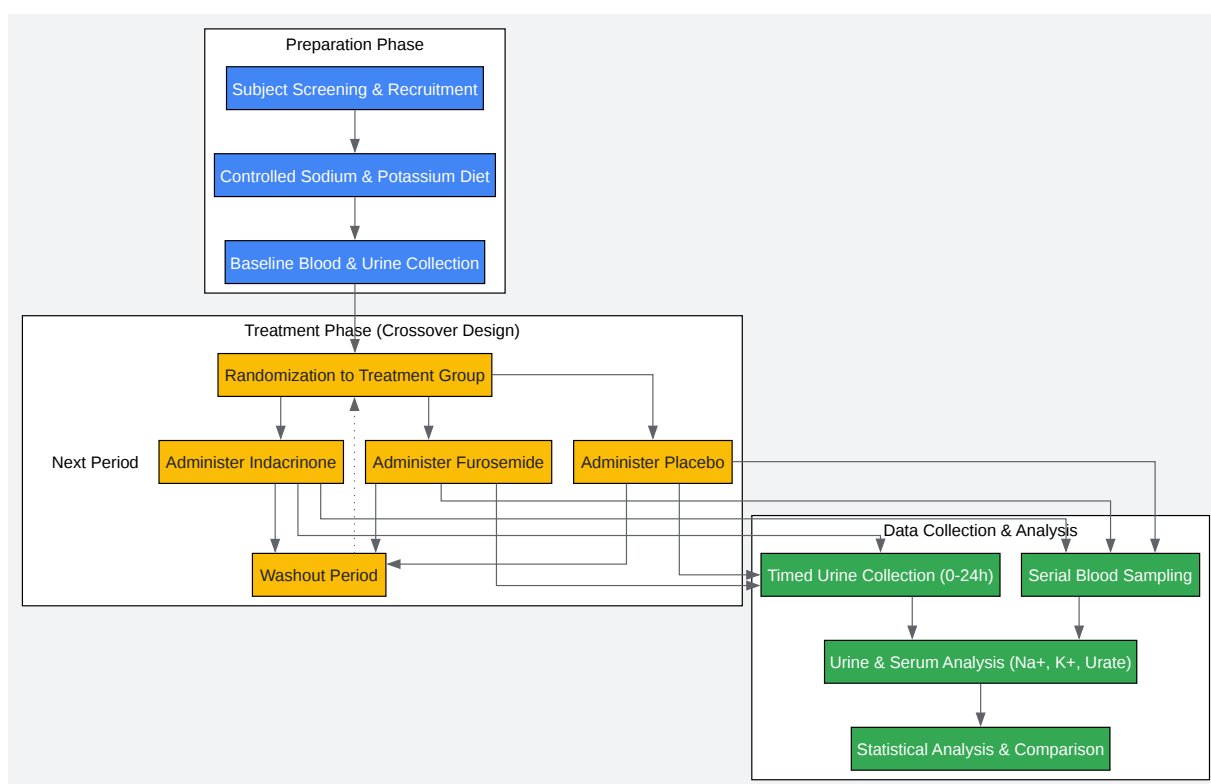 Preparation Phase
Subject Screening & Recruitment
Controlled Sodium & Potassium Diet
Baseline Blood & Urine Collection
Treatment Phase (Crossover Design)
Randomization to Treatment Group
Next Period
Administer Indacrinone
Administer Furosemide
Administer Placebo
Washout Period
Data Collection & Analysis
Timed Urine Collection (0-24h)
Serial Blood Sampling
Urine & Serum Analysis (Na+, K+, Urate)
Statistical Analysis & Comparison